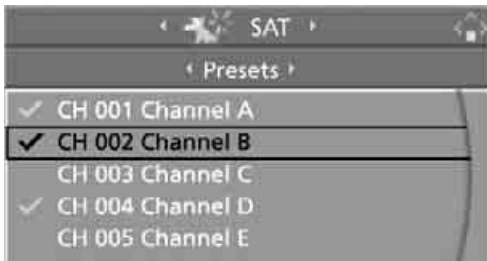 SAT
Presets
CH 001 Channel A
CH 002 Channel B
CH 003 Channel C
CH 004 Channel D
CH 005 Channel E